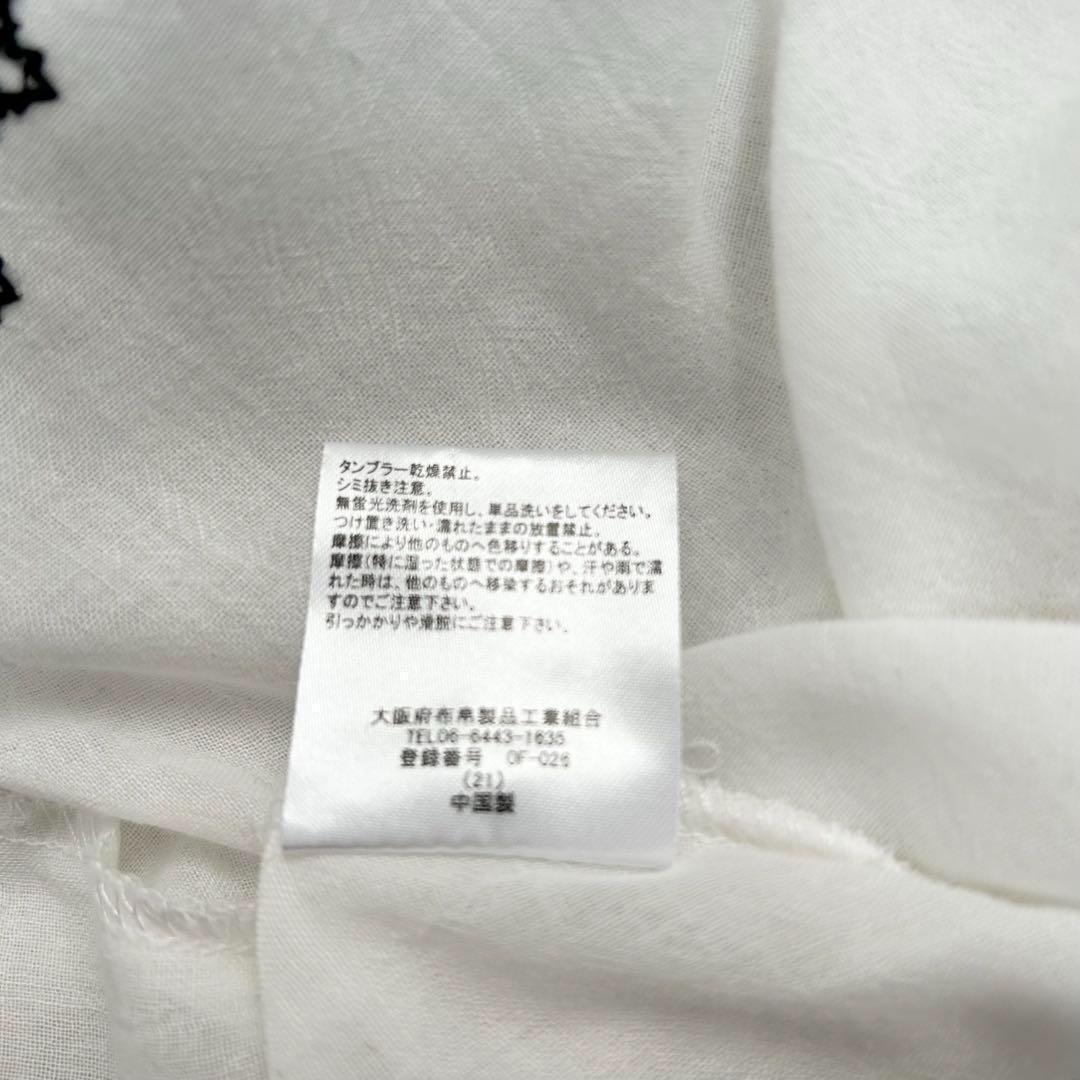 タンブラー乾燥禁止。
シミ抜き注意。
無蛍光洗剤を使用し、単品洗いをしてください。
つけ置き洗い・濡れたままの放置禁止。
摩擦により他のものへ色移りすることがある。
摩擦(特に湿った状態での摩擦)や、汗や雨で濡
れた時は、他のものへ移染するおそれがありま
すのでご注意下さい。
引っかかりや滑脱にご注意下さい。
大阪府布帛製品工業組合
TEL06-6443-1635
登録番号 OF-026
(21)
中国製